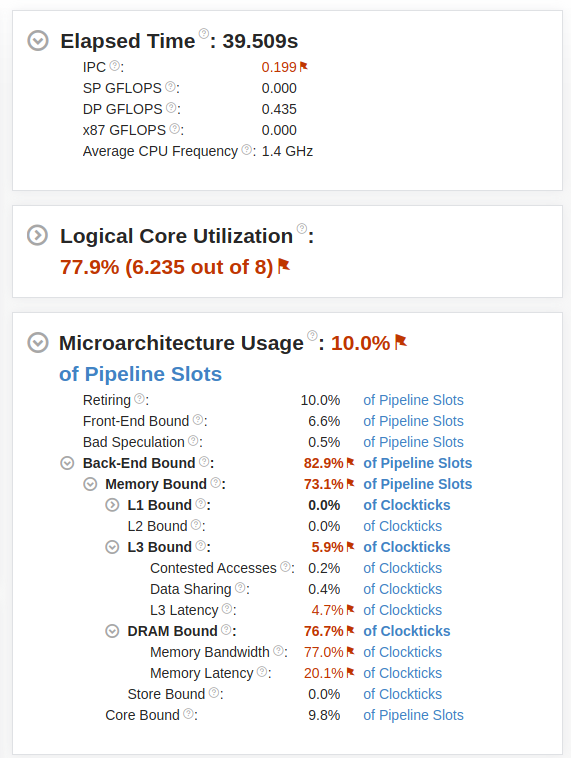 Elapsed Time ?: 39.509s
IPC ?: 0.199
SP GFLOPS ?: 0.000
DP GFLOPS ?: 0.435
x87 GFLOPS ?: 0.000
Average CPU Frequency ?: 1.4 GHz
Logical Core Utilization ?:
77.9% (6.235 out of 8)
Microarchitecture Usage ?: 10.0%
of Pipeline Slots
Retiring ?: 10.0% of Pipeline Slots
Front-End Bound ?: 6.6% of Pipeline Slots
Bad Speculation ?: 0.5% of Pipeline Slots
Back-End Bound ?: 82.9% of Pipeline Slots
Memory Bound ?: 73.1% of Pipeline Slots
L1 Bound ?: 0.0% of Clockticks
L2 Bound ?: 0.0% of Clockticks
L3 Bound ?: 5.9% of Clockticks
Contested Accesses ?: 0.2% of Clockticks
Data Sharing ?: 0.4% of Clockticks
L3 Latency ?: 4.7% of Clockticks
DRAM Bound ?: 76.7% of Clockticks
Memory Bandwidth ?: 77.0% of Clockticks
Memory Latency ?: 20.1% of Clockticks
Store Bound ?: 0.0% of Clockticks
Core Bound ?: 9.8% of Pipeline Slots